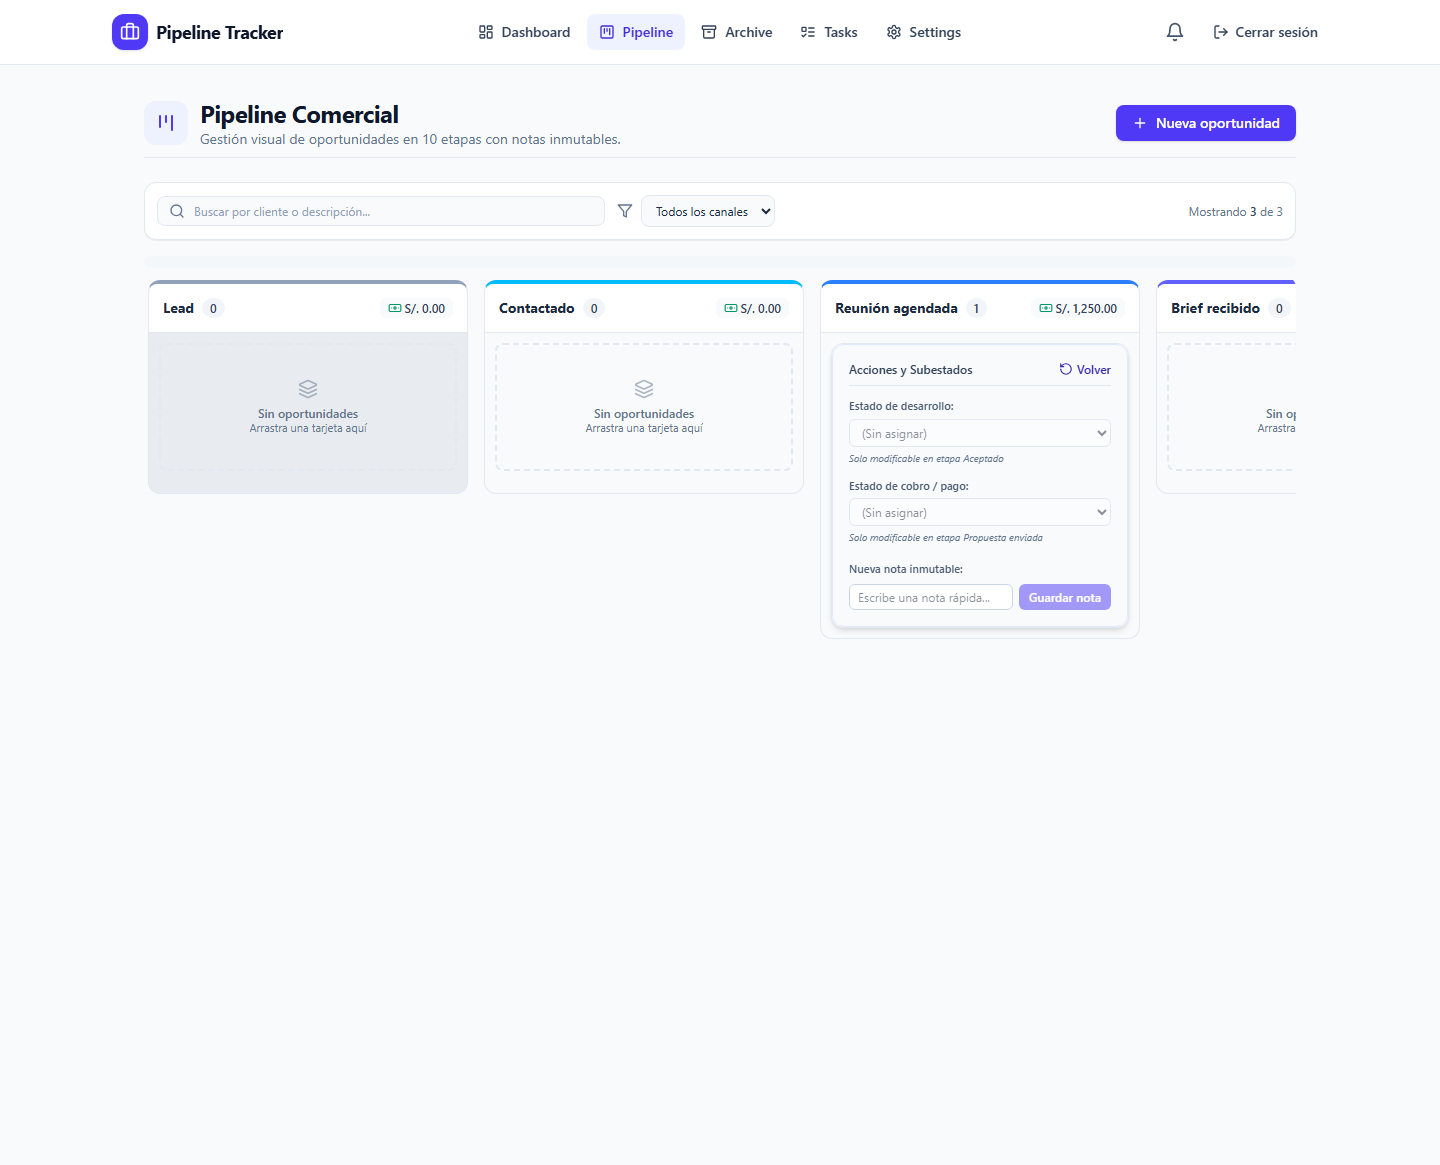 Pipeline Tracker
Dashboard
Pipeline
Archive
Tasks
Settings
Cerrar sesión
Pipeline Comercial
Gestión visual de oportunidades en 10 etapas con notas inmutables.
Nueva oportunidad
Buscar por cliente o descripción...
Todos los canales
Mostrando 3 de 3
Lead 0 S/. 0.00
Sin oportunidades
Arrastra una tarjeta aquí
Contactado 0 S/. 0.00
Sin oportunidades
Arrastra una tarjeta aquí
Reunión agendada 1 S/. 1,250.00
Acciones y Subestados
Volver
Estado de desarrollo:
(Sin asignar)
Solo modificable en etapa Aceptado
Estado de cobro / pago:
(Sin asignar)
Solo modificable en etapa Propuesta enviada
Nueva nota inmutable:
Escribe una nota rápida...
Guardar nota
Brief recibido 0
Sin op
Arrastra